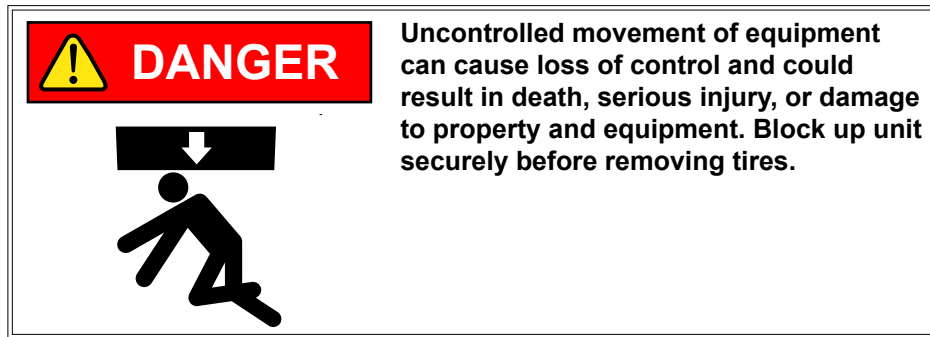 DANGER
Uncontrolled movement of equipment
can cause loss of control and could
result in death, serious injury, or damage
to property and equipment. Block up unit
securely before removing tires.